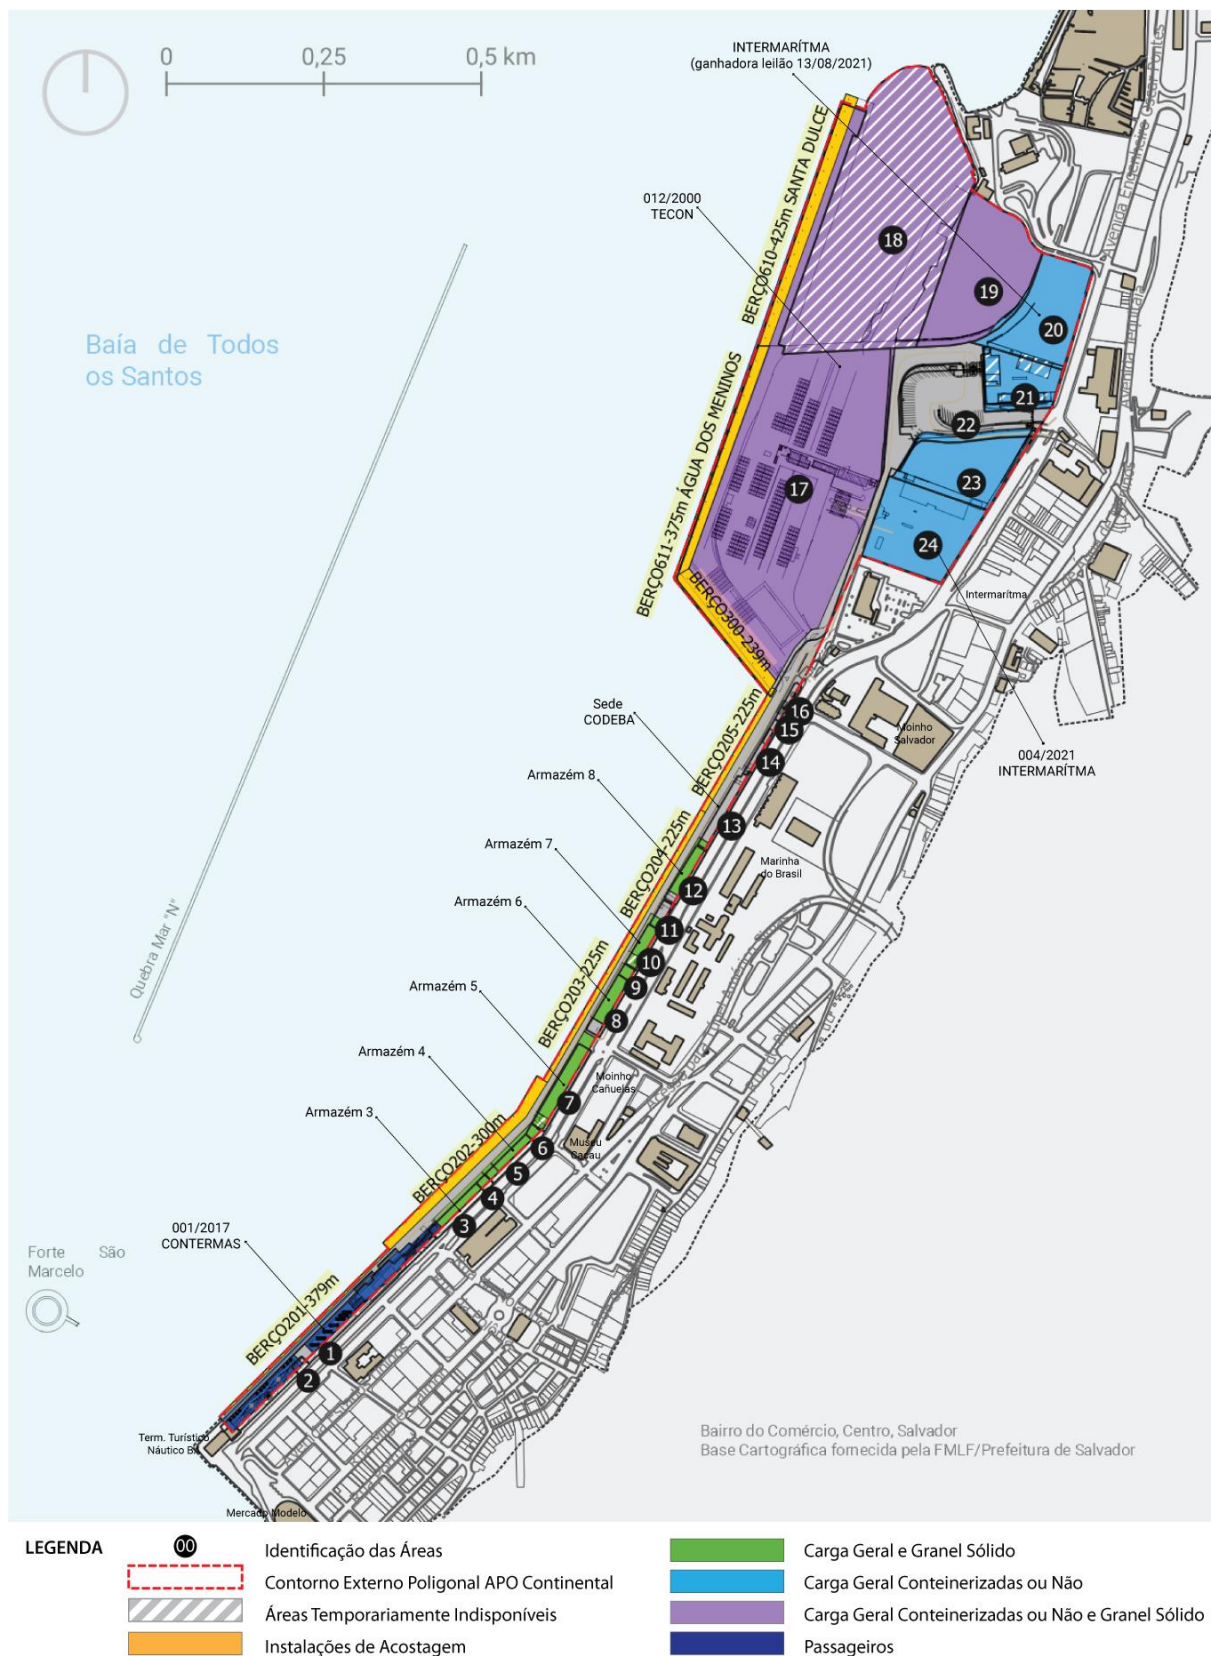 0
0,25
0,5 km
INTERMARÍTMA
(ganhadora leilão 13/08/2021)
Avenida Engenheiro Oscar Pontes
BERÇO610-425m SANTA DULCE
012/2000
TECON
18
19
20
Baía de Todos
os Santos
21
22
BERÇO611-375m ÁGUA DOS MENINOS
17
23
24
Intermarítma
BERÇO300-239m
Sede
CODEBA
BERÇO205-225m
16
15
Moinho
Salvador
14
004/2021
INTERMARÍTMA
Armazém 8
13
Armazém 7
BERÇO204-225m
Marinha
do Brasil
12
Armazém 6
11
Quebra Mar "N"
10
BERÇO203-225m
9
Armazém 5
8
Armazém 4
Moinho
Cañuelas
7
Armazém 3
BERÇO202-300m
6
Museu
Cacau
5
4
3
001/2017
CONTERMAS
Forte São
Marcelo
BERÇO201-379m
1
2
Term. Turístico
Náutico BA
Bairro do Comércio, Centro, Salvador
Base Cartográfica fornecida pela FMLF/Prefeitura de Salvador
Mercado Modelo
LEGENDA
00
Identificação das Áreas
Contorno Externo Poligonal APO Continental
Áreas Temporariamente Indisponíveis
Instalações de Acostagem
Carga Geral e Granel Sólido
Carga Geral Conteinerizadas ou Não
Carga Geral Conteinerizadas ou Não e Granel Sólido
Passageiros